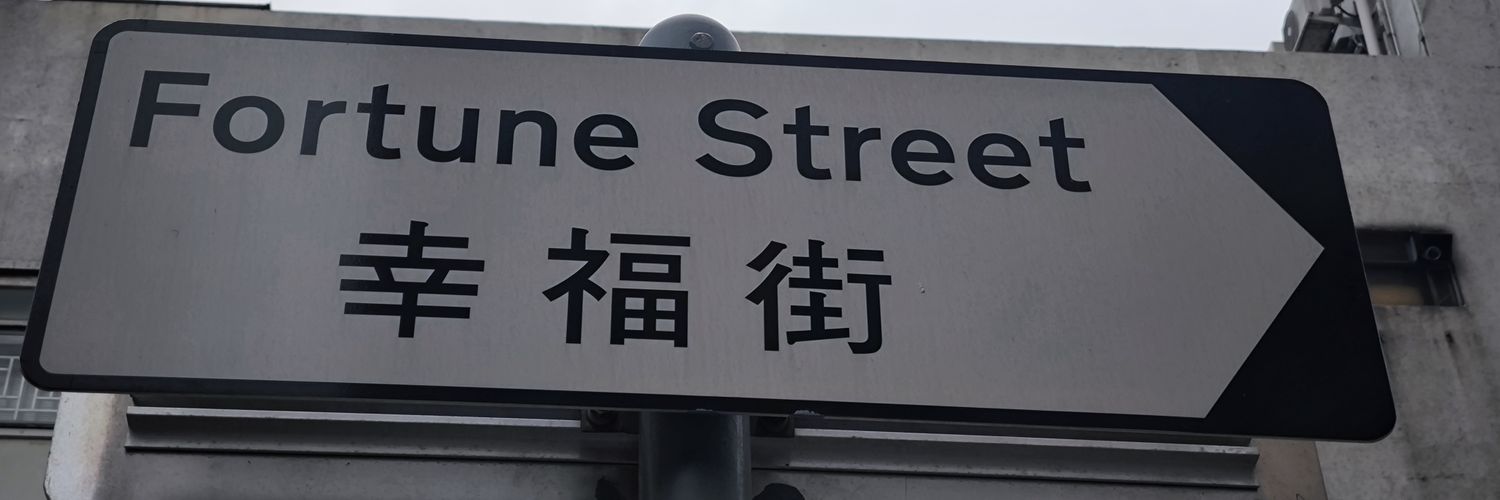 Fortune Street
幸福街